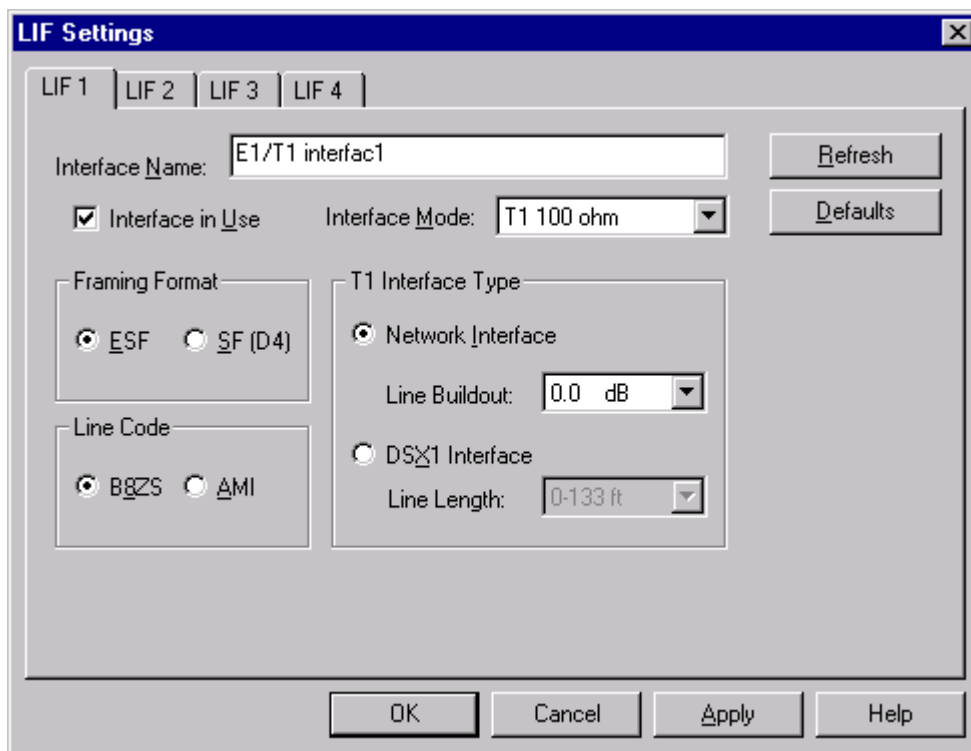 LIF Settings
LIF 1 LIF 2 LIF 3 LIF 4
Interface Name: E1/T1 interfac1 Refresh
Interface in Use Interface Mode: T1 100 ohm Defaults
Framing Format
ESF SF (D4)
Line Code
B8ZS AMI
T1 Interface Type
Network Interface
Line Buildout: 0.0 dB
DSX1 Interface
Line Length: 0-133 ft
OK Cancel Apply Help